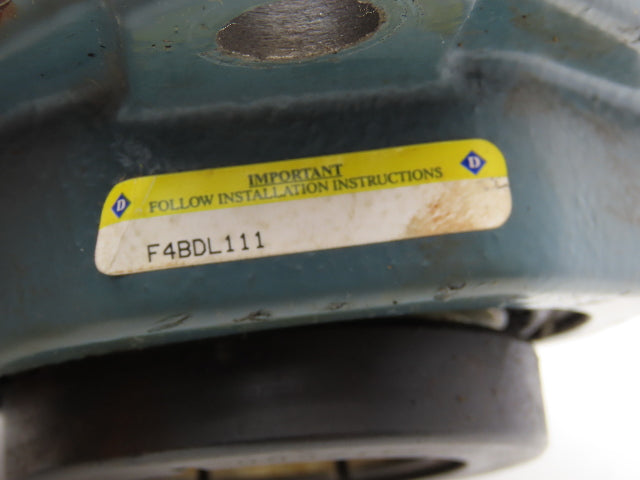 IMPORTANT
D FOLLOW INSTALLATION INSTRUCTIONS D
F4BDL111